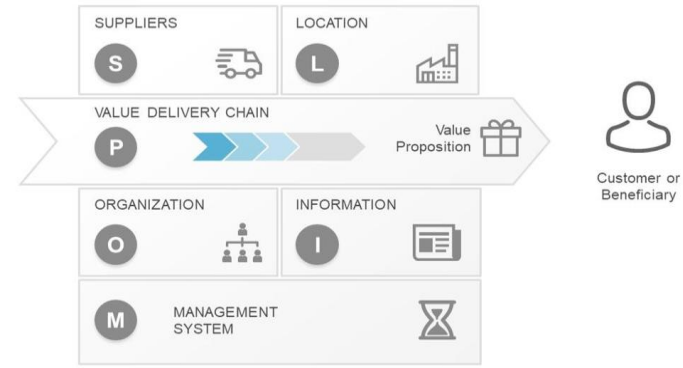 SUPPLIERS
S
LOCATION
L
VALUE DELIVERY CHAIN
P
Value
Proposition
Customer or
Beneficiary
ORGANIZATION
O
INFORMATION
I
M
MANAGEMENT
SYSTEM